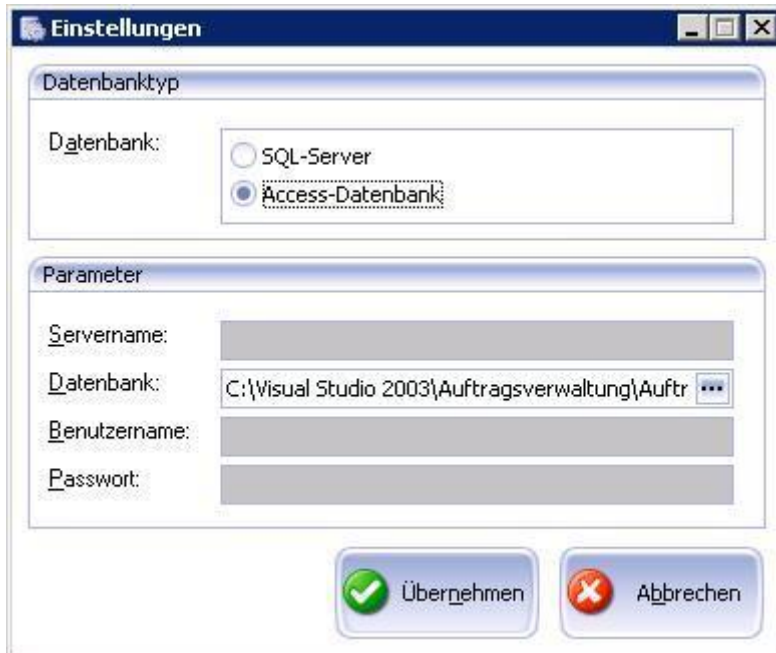 Einstellungen
Datenbanktyp
Datenbank:
SQL-Server
Access-Datenbank
Parameter
Servername:
Datenbank: C:\Visual Studio 2003\Auftragsverwaltung\Auftr ...
Benutzername:
Passwort:
Übernehmen Abbrechen